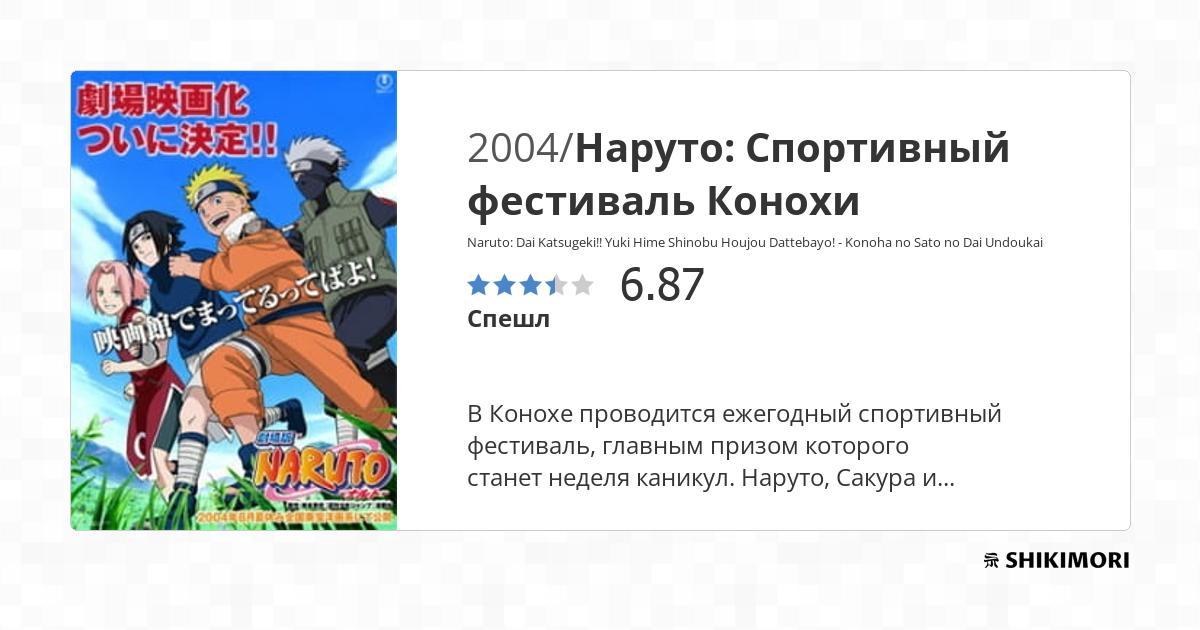 劇場映画化
ついに決定!!
映画館でまってるってばよ!
劇場版
NARUTO
-ナルト-
2004年8月夏休み全国東宝洋画系にて公開
2004/Наруто: Спортивный
фестиваль Конохи
Naruto: Dai Katsugeki!! Yuki Hime Shinobu Houjou Dattebayo! - Konoha no Sato no Dai Undoukai
6.87
Спешл
В Конохе проводится ежегодный спортивный
фестиваль, главным призом которого
станет неделя каникул. Наруто, Сакура и...
SHIKIMORI